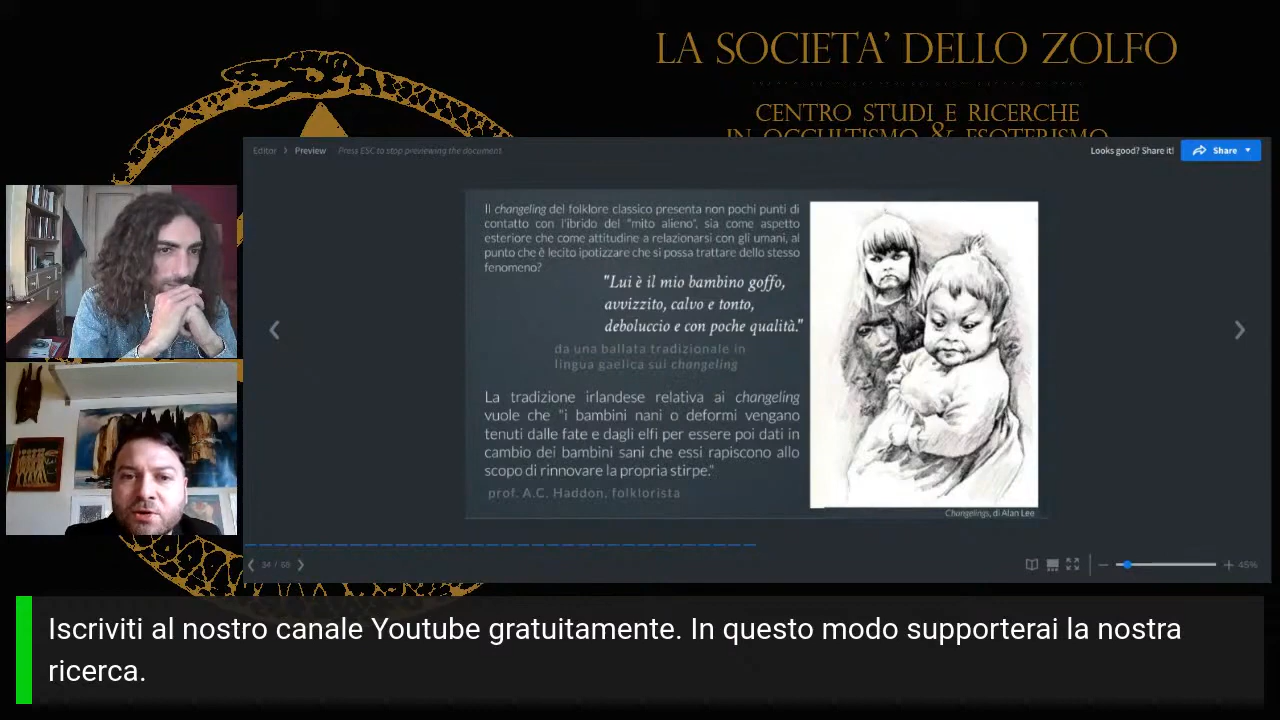 LA SOCIETA' DELLO ZOLFO
CENTRO STUDI E RICERCHE
IN OCCULTISMO & ESOTERISMO
Editor > Preview Press ESC to stop previewing the document
Looks good? Share it! Share
Il changeling del folklore classico presenta non pochi punti di
contatto con l'ibrido del "mito alieno", sia come aspetto
esteriore che come attitudine a relazionarsi con gli umani, al
punto che è lecito ipotizzare che si possa trattare dello stesso
fenomeno?
"Lui è il mio bambino goffo,
avvizzito, calvo e tonto,
deboluccio e con poche qualità."
da una ballata tradizionale in
lingua gaelica sui changeling
La tradizione irlandese relativa ai changeling
vuole che "i bambini nani o deformi vengano
tenuti dalle fate e dagli elfi per essere poi dati in
cambio dei bambini sani che essi rapiscono allo
scopo di rinnovare la propria stirpe."
prof. A.C. Haddon, folklorista
Changelings, di Alan Lee
34 / 68
45%
Iscriviti al nostro canale Youtube gratuitamente. In questo modo supporterai la nostra
ricerca.